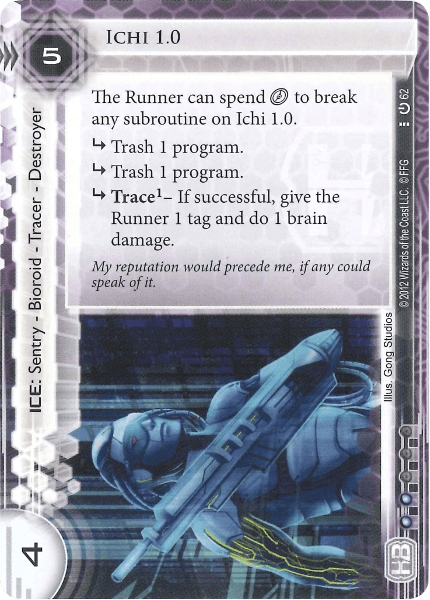 5
ICHI 1.0
The Runner can spend to break
any subroutine on Ichi 1.0.
↳ Trash 1 program.
↳ Trash 1 program.
↳ Trace¹– If successful, give the
Runner 1 tag and do 1 brain
damage.
My reputation would precede me, if any could
speak of it.
ICE: Sentry - Bioroid - Tracer - Destroyer
4
62
© 2012 Wizards of the Coast LLC. © FFG
Illus. Gong Studios
HB